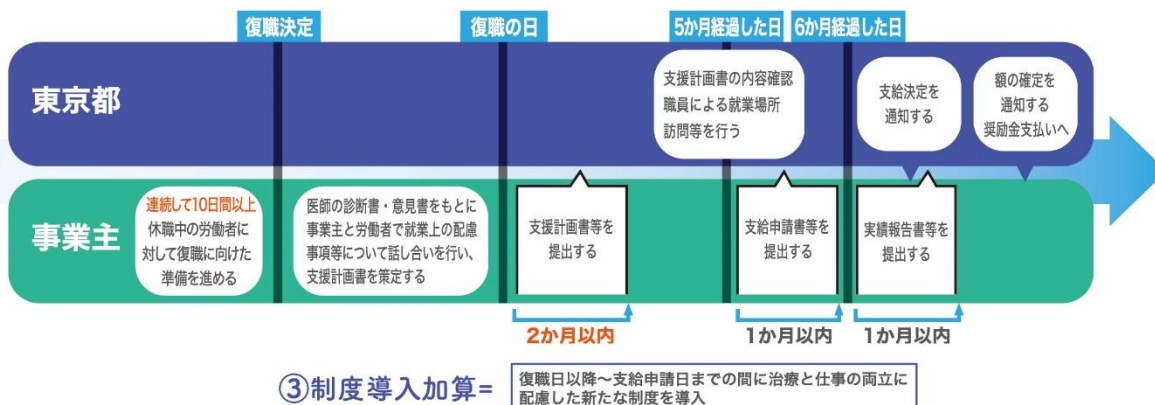 復職決定
復職の日
5か月経過した日
6か月経過した日
東京都
支援計画書の内容確認
職員による就業場所
訪問等を行う
支給決定を
通知する
額の確定を
通知する
奨励金支払いへ
事業主
連続して10日間以上
休職中の労働者に
対して復職に向けた
準備を進める
医師の診断書・意見書をもとに
事業主と労働者で就業上の配慮
事項等について話し合いを行い、
支援計画書を策定する
支援計画書等を
提出する
支給申請書等を
提出する
実績報告書等を
提出する
2か月以内
1か月以内
1か月以内
③制度導入加算=
復職日以降～支給申請日までの間に治療と仕事の両立に
配慮した新たな制度を導入